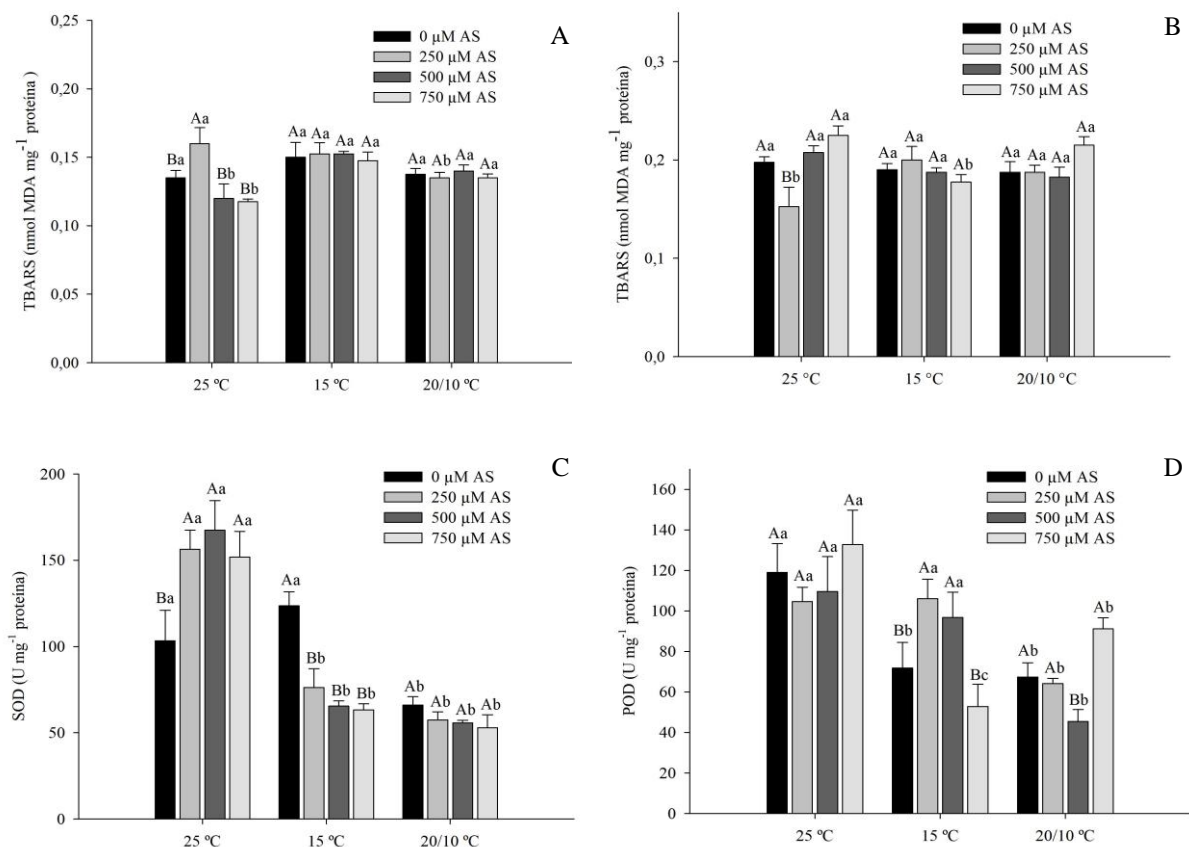 A
0,25
0,20
0,15
0,10
0,05
0,00
TBARS (nmol MDA mg-1 proteína )
0 µM AS
250 µM AS
500 µM AS
750 µM AS
Ba Aa Bb Bb
Aa Aa Aa Aa
Aa Ab Aa Aa
25 ºC 15 ºC 20/10 ºC
B
0,3
0,2
0,1
0,0
TBARS (nmol MDA mg-1 proteína)
0 µM AS
250 µM AS
500 µM AS
750 µM AS
Aa Bb Aa Aa
Aa Aa Aa Ab
Aa Aa Aa Aa
25 °C 15 °C 20/10 °C
C
200
150
100
50
0
SOD (U mg-1 proteína)
0 µM AS
250 µM AS
500 µM AS
750 µM AS
Ba Aa Aa Aa
Aa Bb Bb Bb
Ab Ab Ab Ab
25 ºC 15 ºC 20/10 ºC
D
160
140
120
100
80
60
40
20
0
POD (U mg-1 proteína)
0 µM AS
250 µM AS
500 µM AS
750 µM AS
Aa Aa Aa Aa
Bb Aa Aa Bc
Ab Ab Bb Ab
25 ºC 15 ºC 20/10 ºC